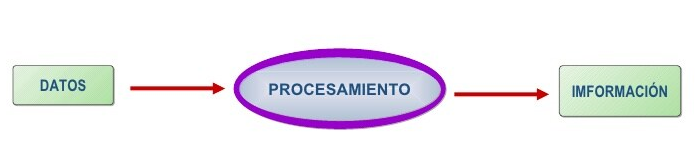 DATOS
PROCESAMIENTO
IMFORMACIÓN